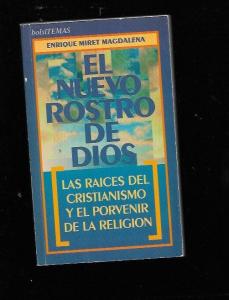 bolsiTEMAS
ENRIQUE MIRET MAGDALENA
EL
NUEVO
ROSTRO
DE
DIOS
LAS RAICES DEL
CRISTIANISMO
Y EL PORVENIR
DE LA RELIGION